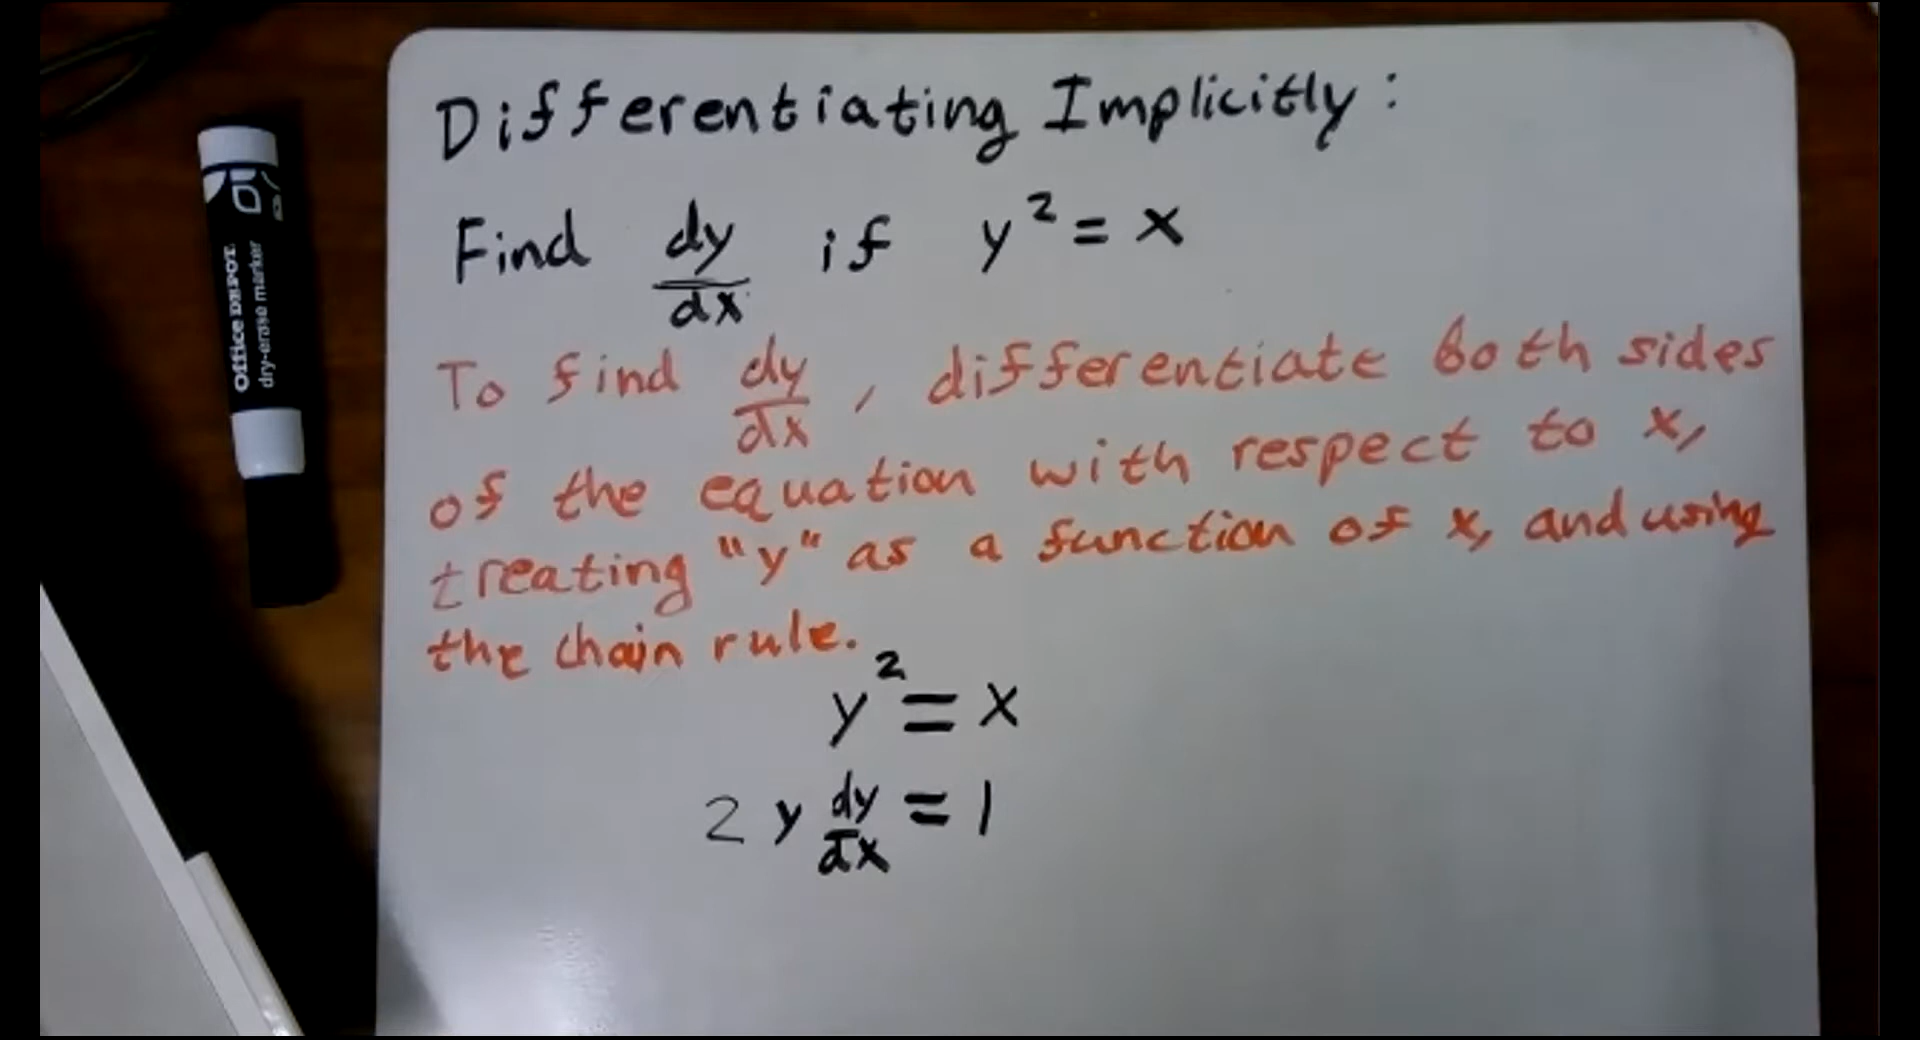 Differentiating Implicitly:
Find dy/dx if y² = x
To find dy/dx, differentiate both sides
of the equation with respect to x,
treating "y" as a function of x, and using
the chain rule.
y² = x
2 y dy/dx = 1
Office DEPOT
dry-erase marker